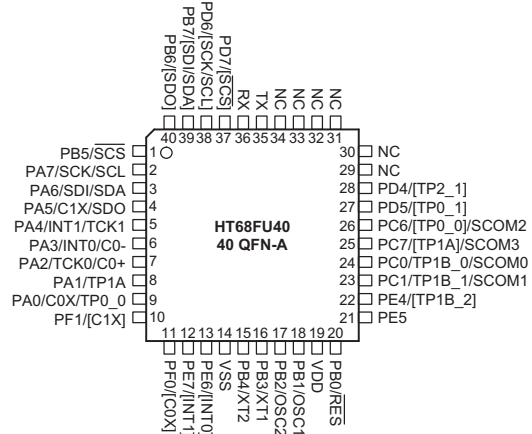 PB6/[SDO]
PB7/[SDI/SDA]
PD6/[SCK/SCL]
PD7/[SCS]
RX
TX
NC
NC
NC
NC
40 39 38 37 36 35 34 33 32 31
PB5/SCS 1
PA7/SCK/SCL 2
PA6/SDI/SDA 3
PA5/C1X/SDO 4
PA4/INT1/TCK1 5
PA3/INT0/C0- 6
PA2/TCK0/C0+ 7
PA1/TP1A 8
PA0/C0X/TP0_0 9
PF1/[C1X] 10
HT68FU40
40 QFN-A
30 NC
29 NC
28 PD4/[TP2_1]
27 PD5/[TP0_1]
26 PC6/[TP0_0]/SCOM2
25 PC7/[TP1A]/SCOM3
24 PC0/TP1B_0/SCOM0
23 PC1/TP1B_1/SCOM1
22 PE4/[TP1B_2]
21 PE5
11 12 13 14 15 16 17 18 19 20
PF0/[C0X]
PE7/[INT1]
PE6/[INT0]
VSS
PB4/XT2
PB3/XT1
PB2/OSC2
PB1/OSC1
VDD
PB0/RES